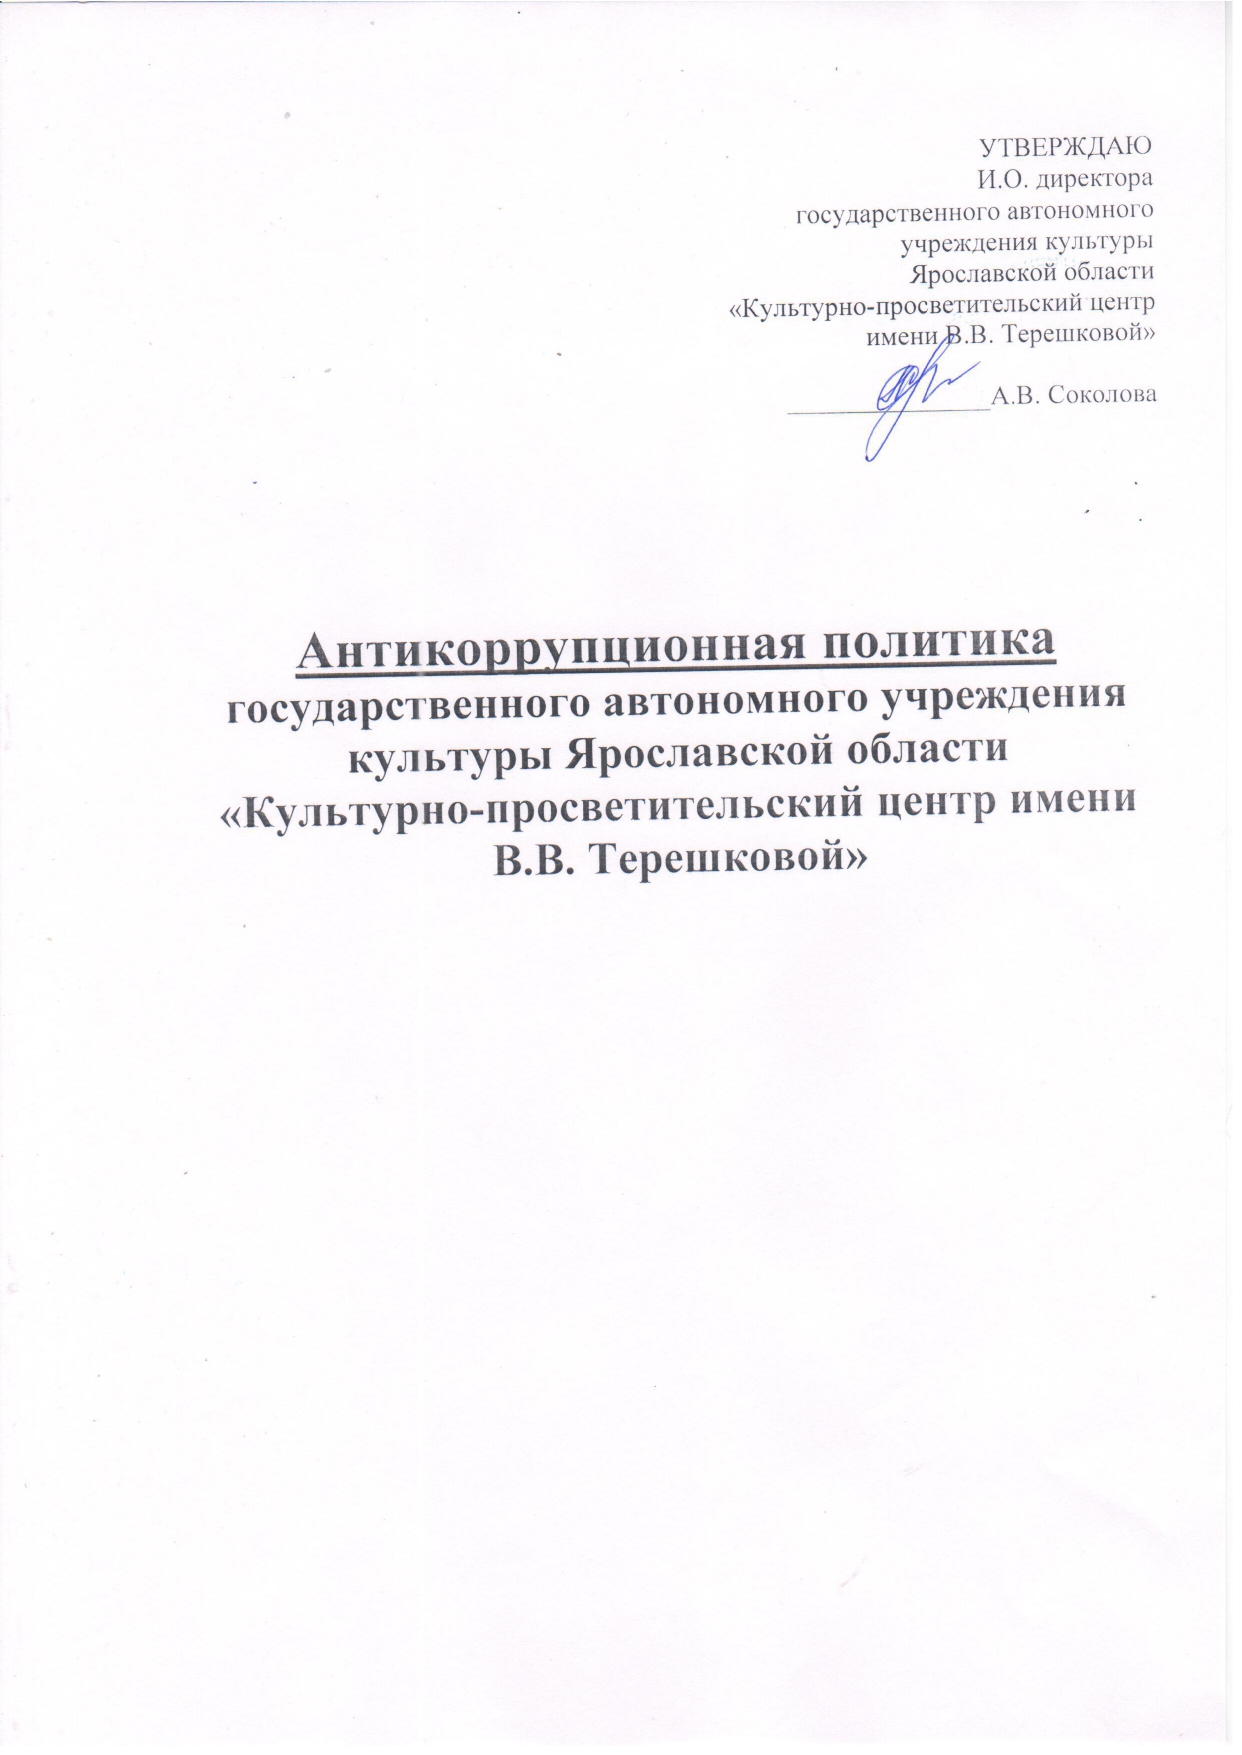 УТВЕРЖДАЮ
И.О. директора
государственного автономного
учреждения культуры
Ярославской области
«Культурно-просветительский центр
имени В.В. Терешковой»
_______________А.В. Соколова
Антикоррупционная политика
государственного автономного учреждения
культуры Ярославской области
«Культурно-просветительский центр имени
В.В. Терешковой»